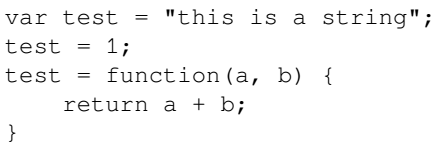 var test = "this is a string";
test = 1;
test = function(a, b) {
    return a + b;
}